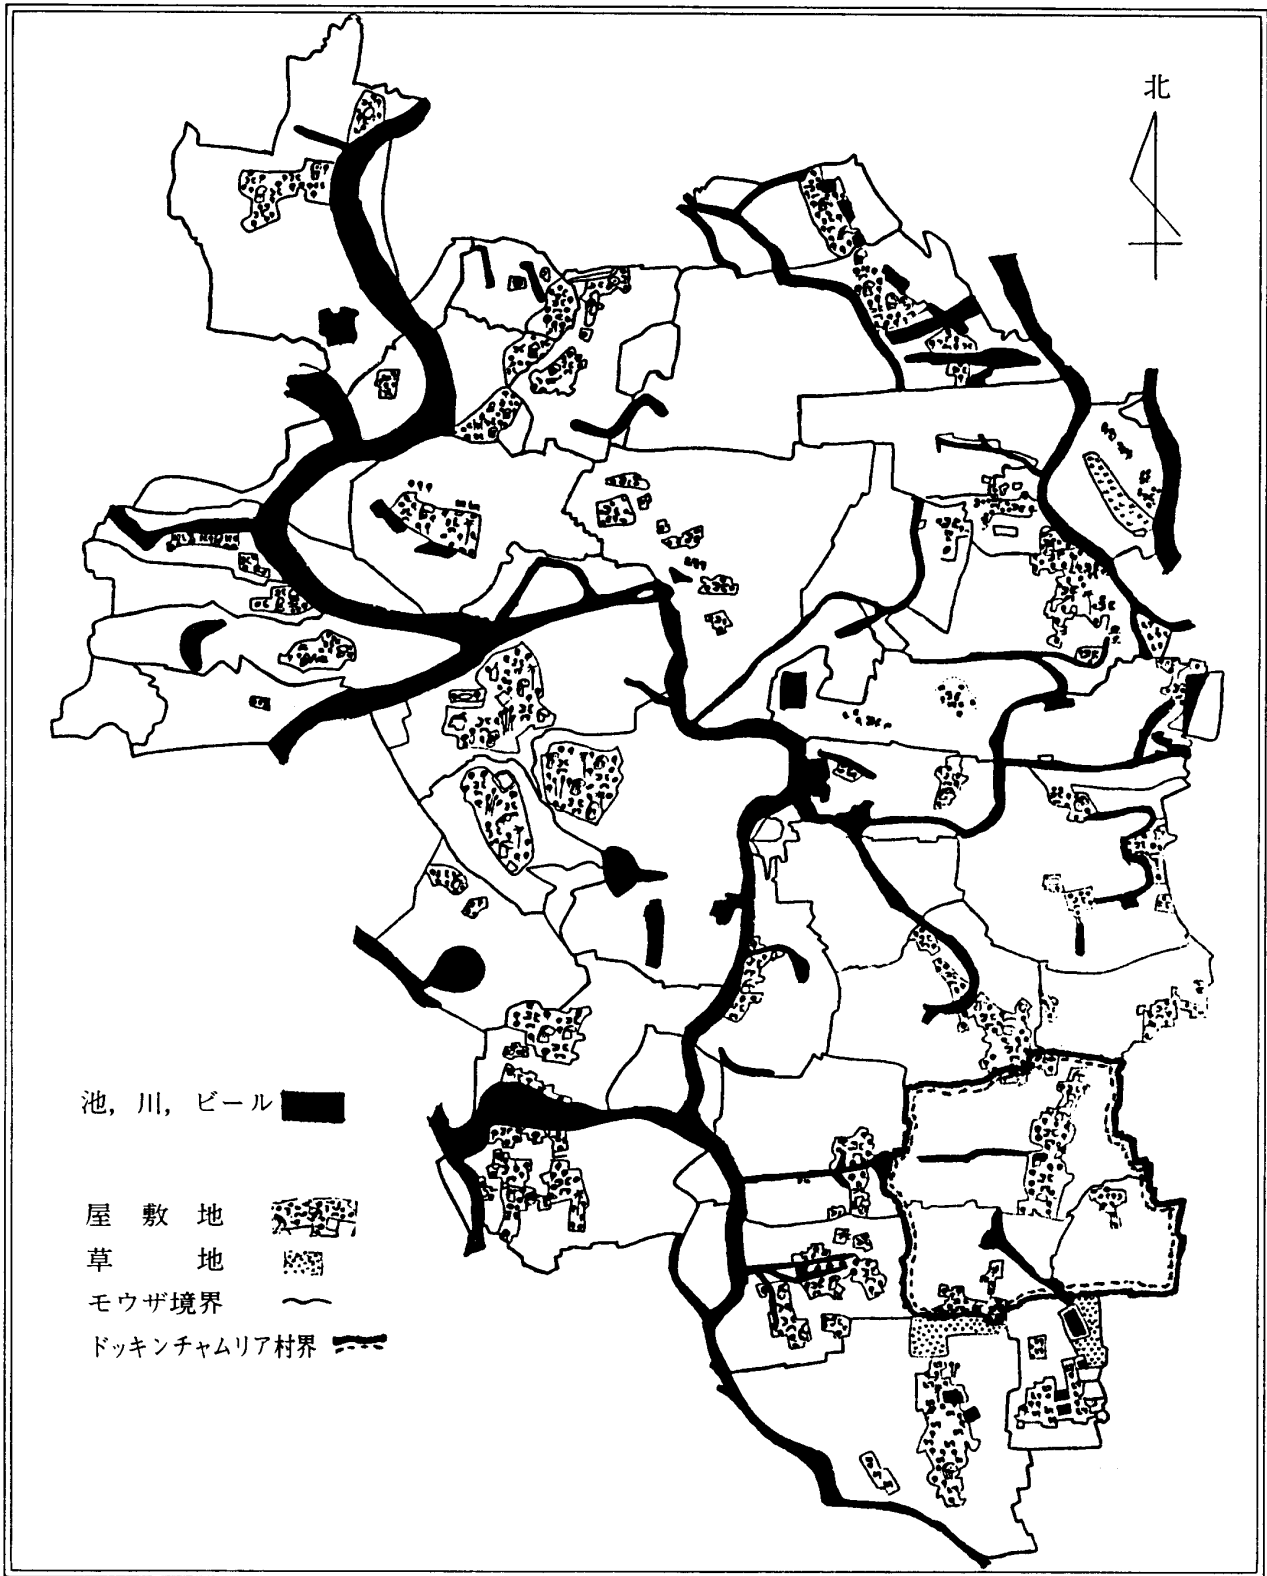 北
池, 川, ビール
屋敷地
草地
モウザ境界
ドッキンチャムリア村界